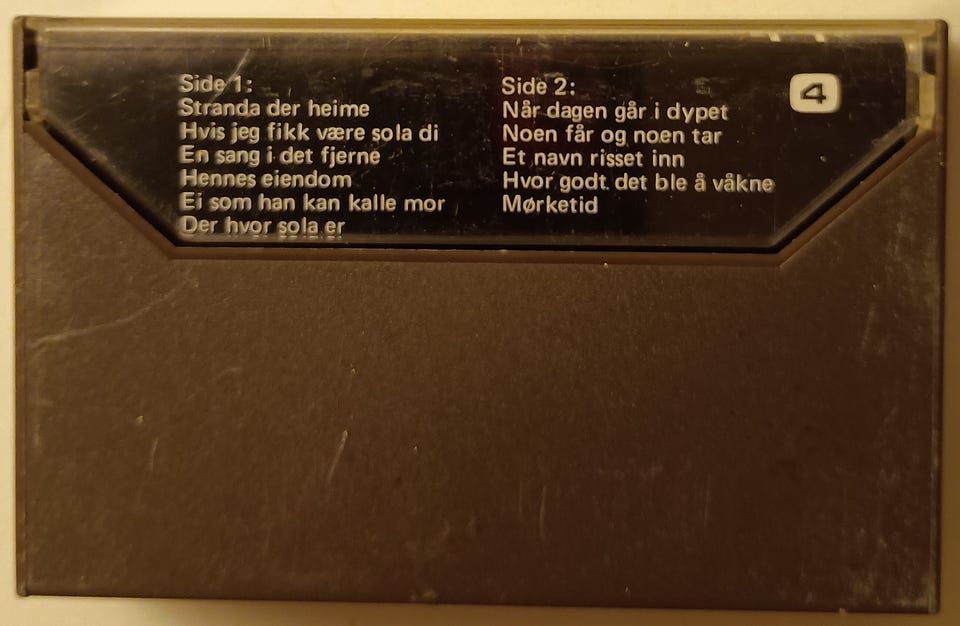 Side 1:
Stranda der heime
Hvis jeg fikk være sola di
En sang i det fjerne
Hennes eiendom
Ei som han kan kalle mor
Der hvor sola er
Side 2:
Når dagen går i dypet
Noen får og noen tar
Et navn risset inn
Hvor godt det ble å våkne
Mørketid
4